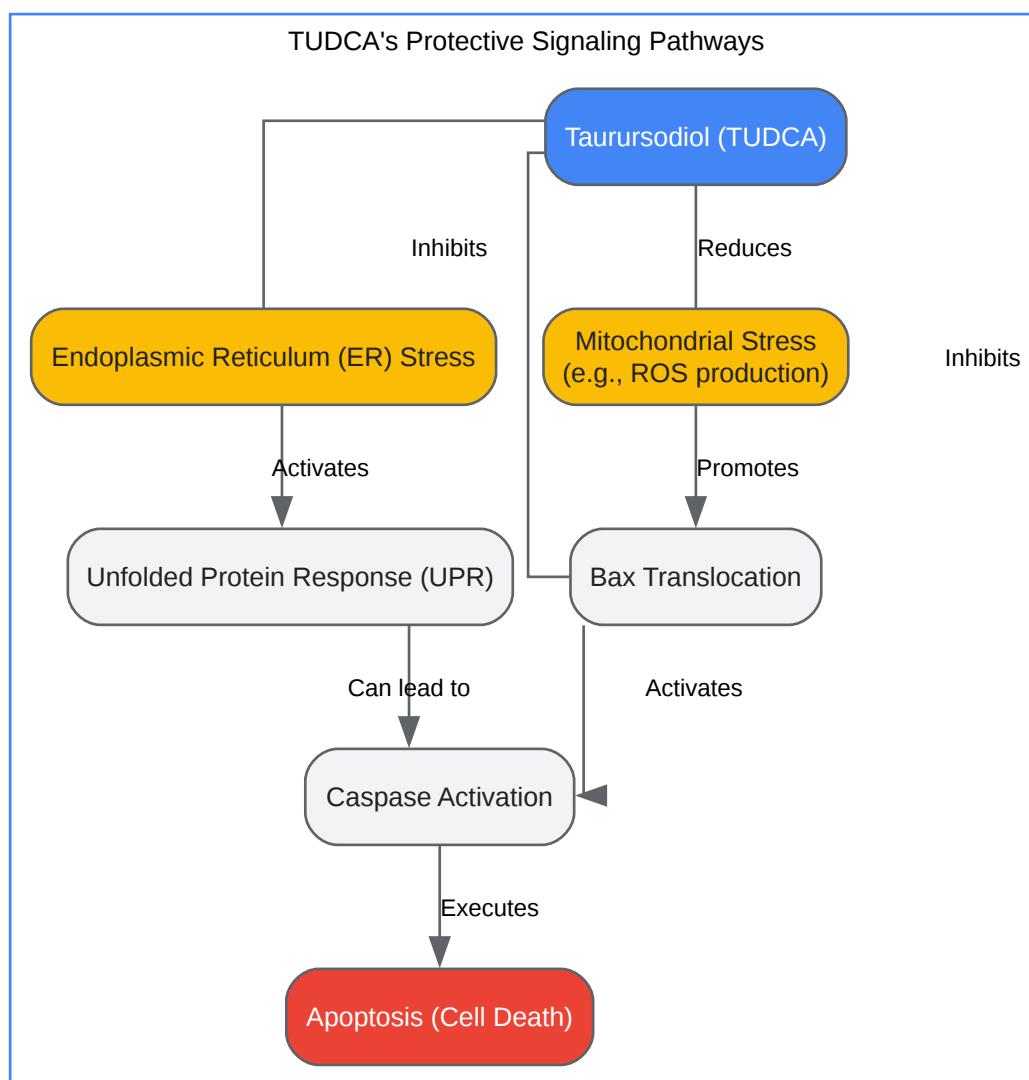 TUDCA's Protective Signaling Pathways
Taurursodiol (TUDCA)
Inhibits
Reduces
Endoplasmic Reticulum (ER) Stress
Mitochondrial Stress
(e.g., ROS production)
Inhibits
Activates
Promotes
Unfolded Protein Response (UPR)
Bax Translocation
Can lead to
Activates
Caspase Activation
Executes
Apoptosis (Cell Death)